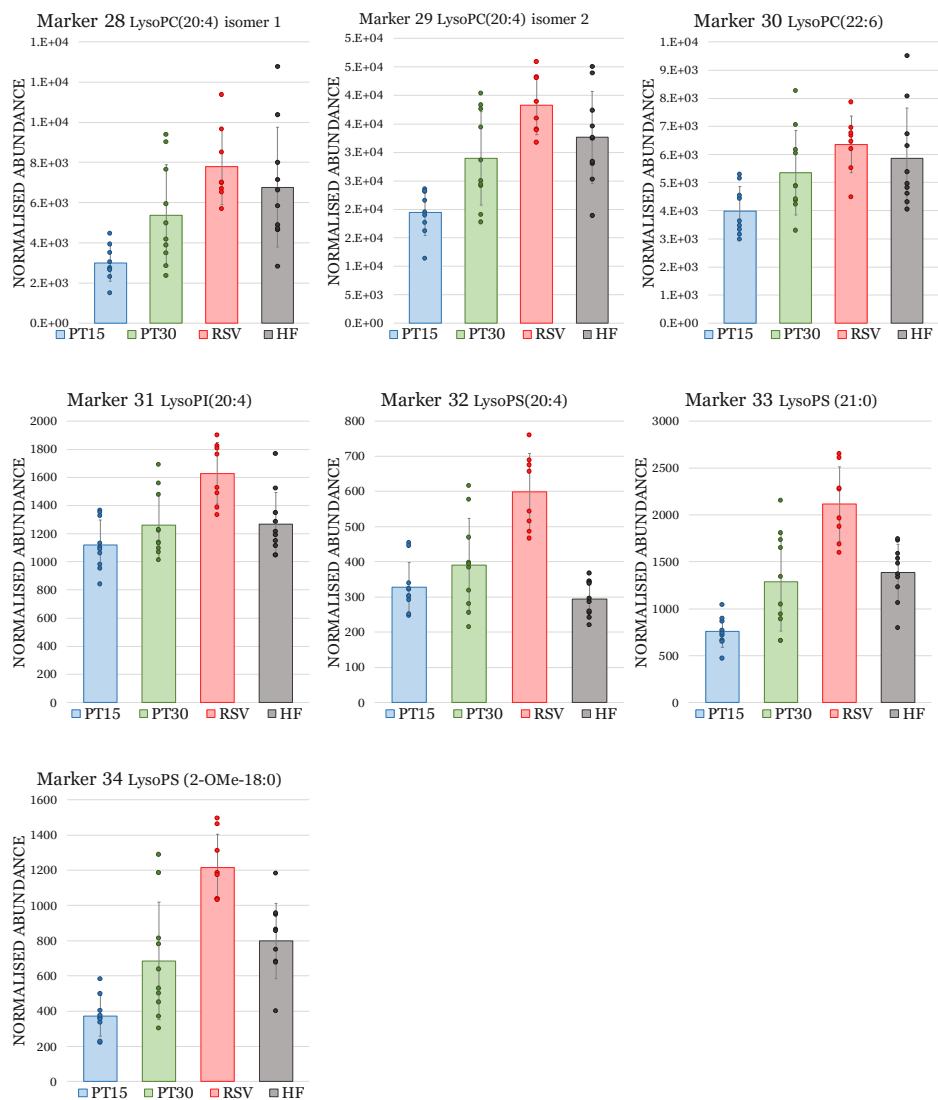 Marker 28 LysoPC(20:4) isomer 1
NORMALISED ABUNDANCE
1.E+04
1.E+04
1.E+04
8.E+03
6.E+03
4.E+03
2.E+03
0.E+00
PT15 PT30 RSV HF
Marker 29 LysoPC(20:4) isomer 2
NORMALISED ABUNDANCE
5.E+04
5.E+04
4.E+04
4.E+04
3.E+04
3.E+04
2.E+04
2.E+04
1.E+04
5.E+03
0.E+00
PT15 PT30 RSV HF
Marker 30 LysoPC(22:6)
NORMALISED ABUNDANCE
1.E+04
9.E+03
8.E+03
7.E+03
6.E+03
5.E+03
4.E+03
3.E+03
2.E+03
1.E+03
0.E+00
PT15 PT30 RSV HF
Marker 31 LysoPI(20:4)
NORMALISED ABUNDANCE
2000
1800
1600
1400
1200
1000
800
600
400
200
0
PT15 PT30 RSV HF
Marker 32 LysoPS(20:4)
NORMALISED ABUNDANCE
800
700
600
500
400
300
200
100
0
PT15 PT30 RSV HF
Marker 33 LysoPS (21:0)
NORMALISED ABUNDANCE
3000
2500
2000
1500
1000
500
0
PT15 PT30 RSV HF
Marker 34 LysoPS (2-OMe-18:0)
NORMALISED ABUNDANCE
1600
1400
1200
1000
800
600
400
200
0
PT15 PT30 RSV HF